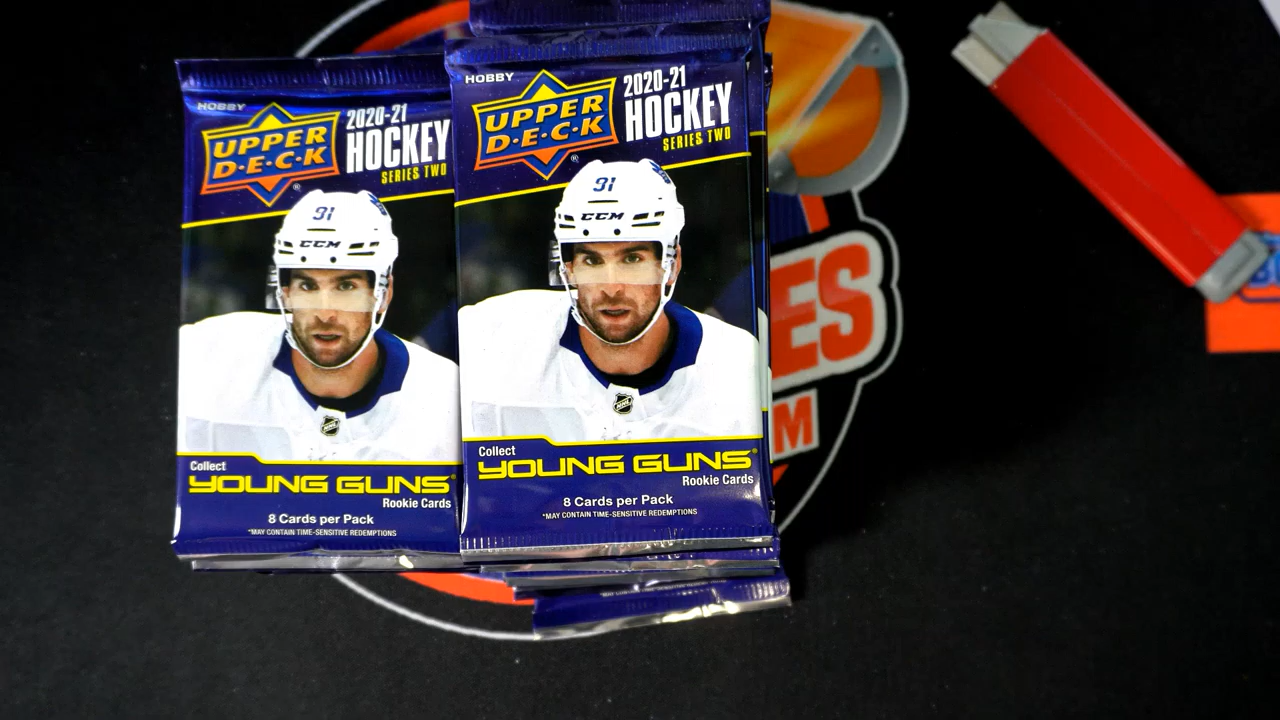 HOBBY
UPPER
D·E·C·K
®
2020-21
HOCKEY
SERIES TWO
91
CCM
NHL
Collect
YOUNG GUNS®
Rookie Cards
8 Cards per Pack
*MAY CONTAIN TIME-SENSITIVE REDEMPTIONS
HOBBY
UPPER
D·E·C·K
®
2020-21
HOCKEY
SERIES TWO
91
CCM
NHL
Collect
YOUNG GUNS®
Rookie Cards
8 Cards per Pack
*MAY CONTAIN TIME-SENSITIVE REDEMPTIONS
ES
M